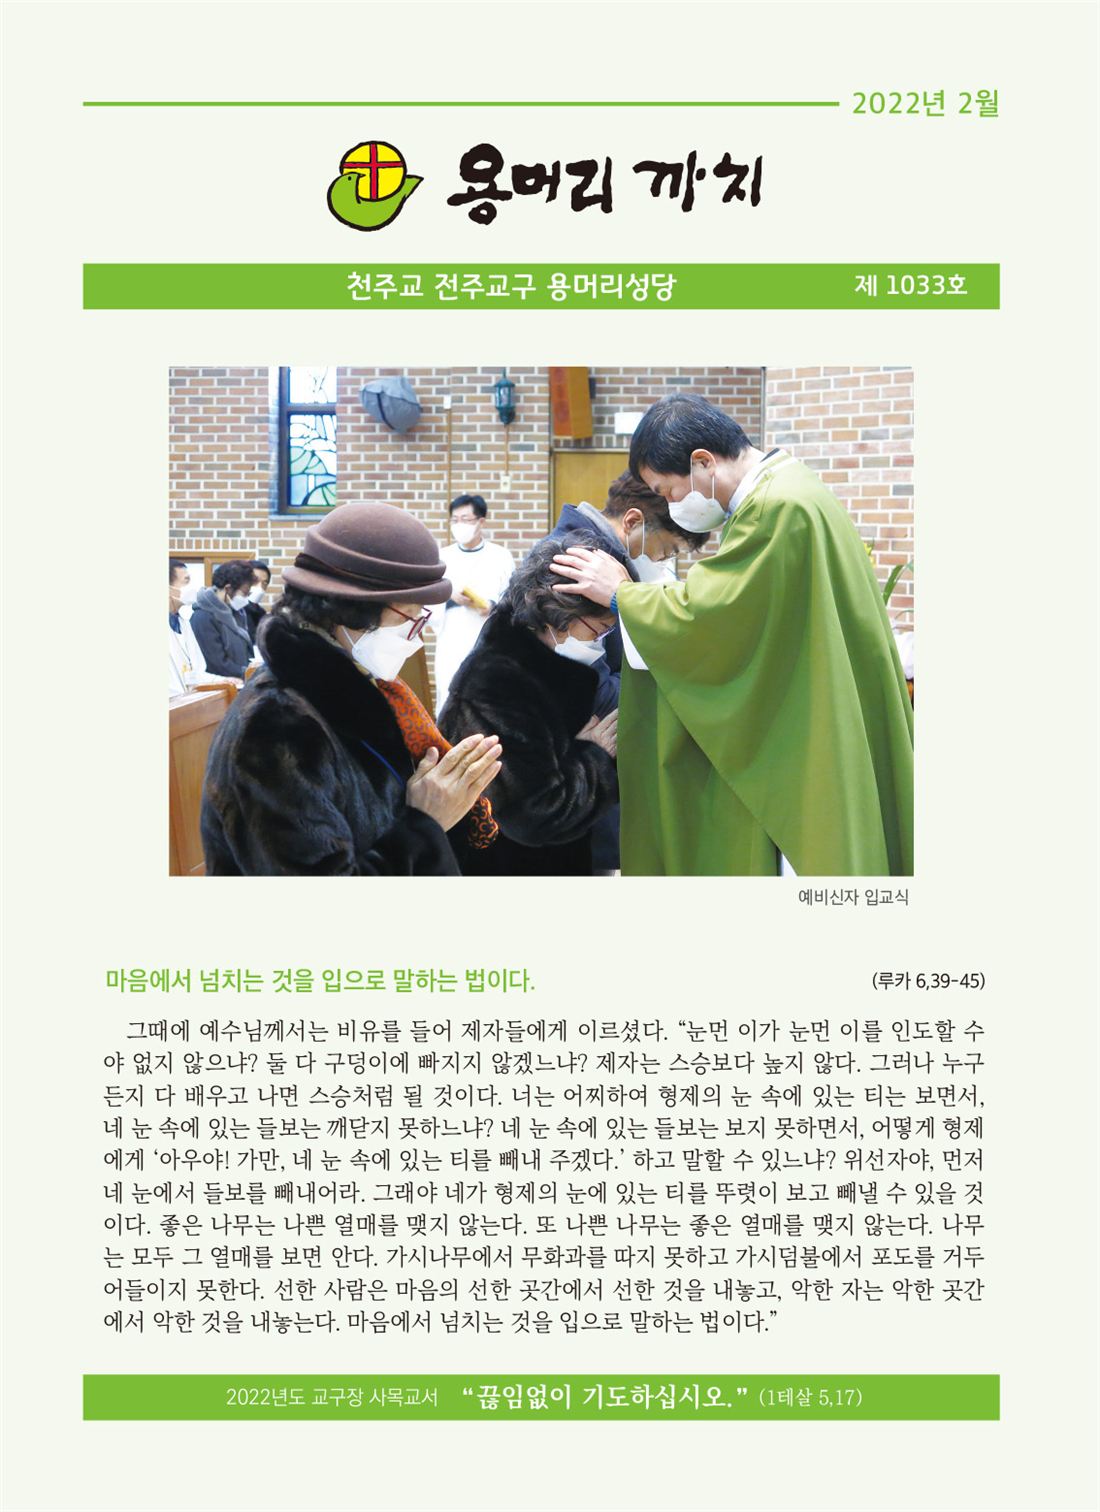 2022년 2월
용머리 까치
천주교 전주교구 용머리성당 제 1033호
예비신자 입교식
마음에서 넘치는 것을 입으로 말하는 법이다. (루카 6,39-45)
그때에 예수님께서는 비유를 들어 제자들에게 이르셨다. “눈먼 이가 눈먼 이를 인도할 수
야 없지 않으냐? 둘 다 구덩이에 빠지지 않겠느냐? 제자는 스승보다 높지 않다. 그러나 누구
든지 다 배우고 나면 스승처럼 될 것이다. 너는 어찌하여 형제의 눈 속에 있는 티는 보면서,
네 눈 속에 있는 들보는 깨닫지 못하느냐? 네 눈 속에 있는 들보는 보지 못하면서, 어떻게 형제
에게 ‘아우야! 가만, 네 눈 속에 있는 티를 빼내 주겠다.’ 하고 말할 수 있느냐? 위선자야, 먼저
네 눈에서 들보를 빼내어라. 그래야 네가 형제의 눈에 있는 티를 뚜렷이 보고 빼낼 수 있을 것
이다. 좋은 나무는 나쁜 열매를 맺지 않는다. 또 나쁜 나무는 좋은 열매를 맺지 않는다. 나무
는 모두 그 열매를 보면 안다. 가시나무에서 무화과를 따지 못하고 가시덤불에서 포도를 거두
어들이지 못한다. 선한 사람은 마음의 선한 곳간에서 선한 것을 내놓고, 악한 자는 악한 곳간
에서 악한 것을 내놓는다. 마음에서 넘치는 것을 입으로 말하는 법이다.”
2022년도 교구장 사목교서 “끊임없이 기도하십시오.” (1테살 5,17)